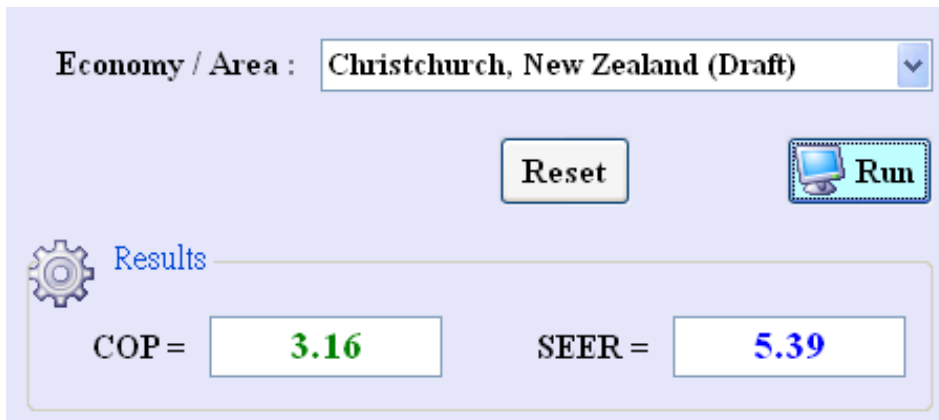 Economy / Area : Christchurch, New Zealand (Draft)
Reset Run
Results
COP = 3.16 SEER = 5.39